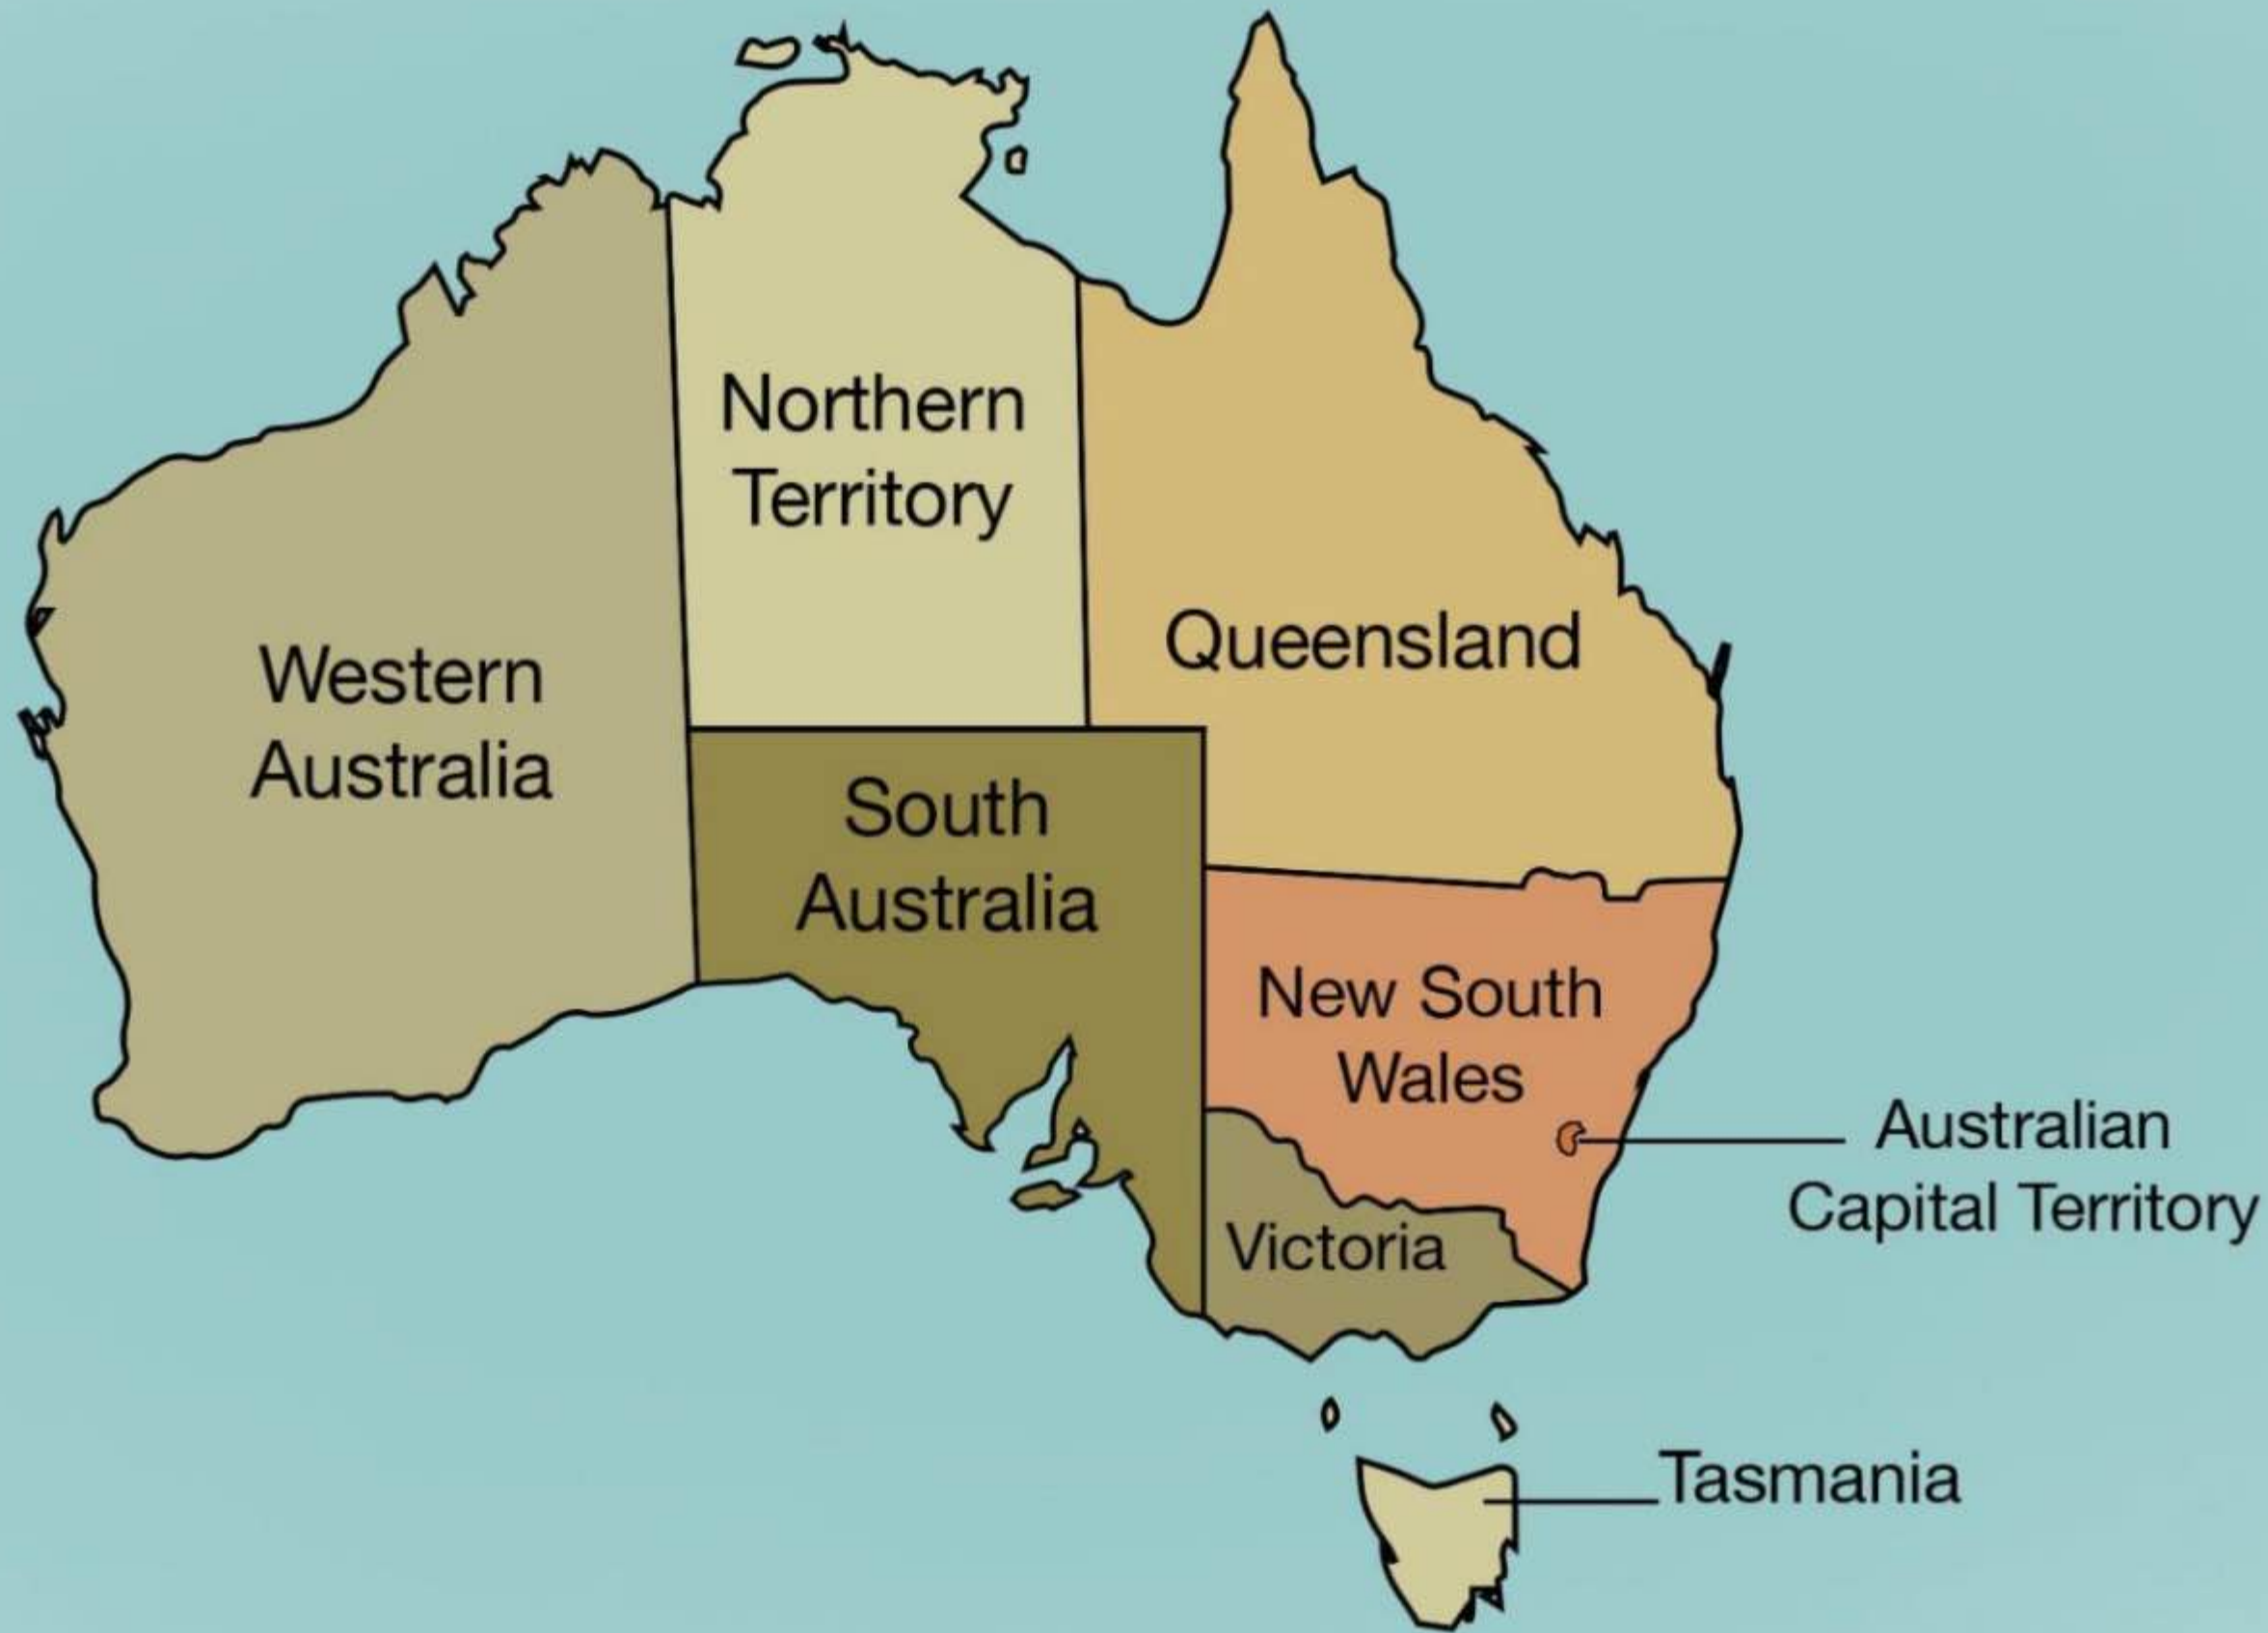 Northern
Territory
Queensland
Western
Australia
South
Australia
New South
Wales
Australian
Capital Territory
Victoria
Tasmania